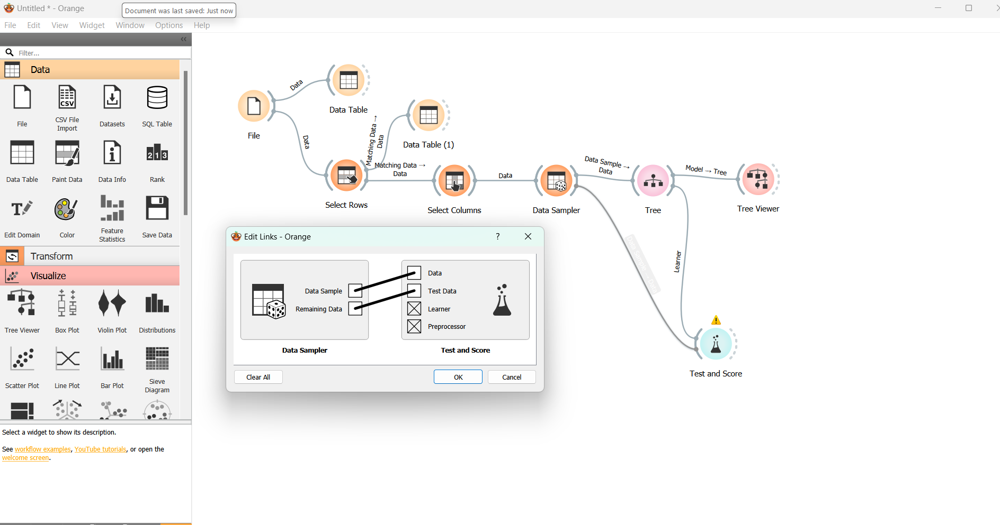 Untitled * - Orange
Document was last saved: Just now
File Edit View Widget Window Options Help
Filter...
Data
CSV
File
CSV File
Import
Datasets
SQL Table
Data Table
Paint Data
Data Info
Rank
Edit Domain
Color
Feature
Statistics
Save Data
Transform
Visualize
Tree Viewer
Box Plot
Violin Plot
Distributions
Scatter Plot
Line Plot
Bar Plot
Sieve
Diagram
Select a widget to show its description.
See workflow examples, YouTube tutorials, or open the
welcome screen.
File
Data
Data Table
Data
Matching Data →
Data
Data Table (1)
Select Rows
Matching Data →
Data
Select Columns
Data
Data Sampler
Data Sample →
Data
Tree
Model → Tree
Tree Viewer
Data Sample → Data
Learner
Test and Score
Edit Links - Orange
?
Data Sample
Remaining Data
Data Sampler
Data
Test Data
Learner
Preprocessor
Test and Score
Clear All
OK
Cancel